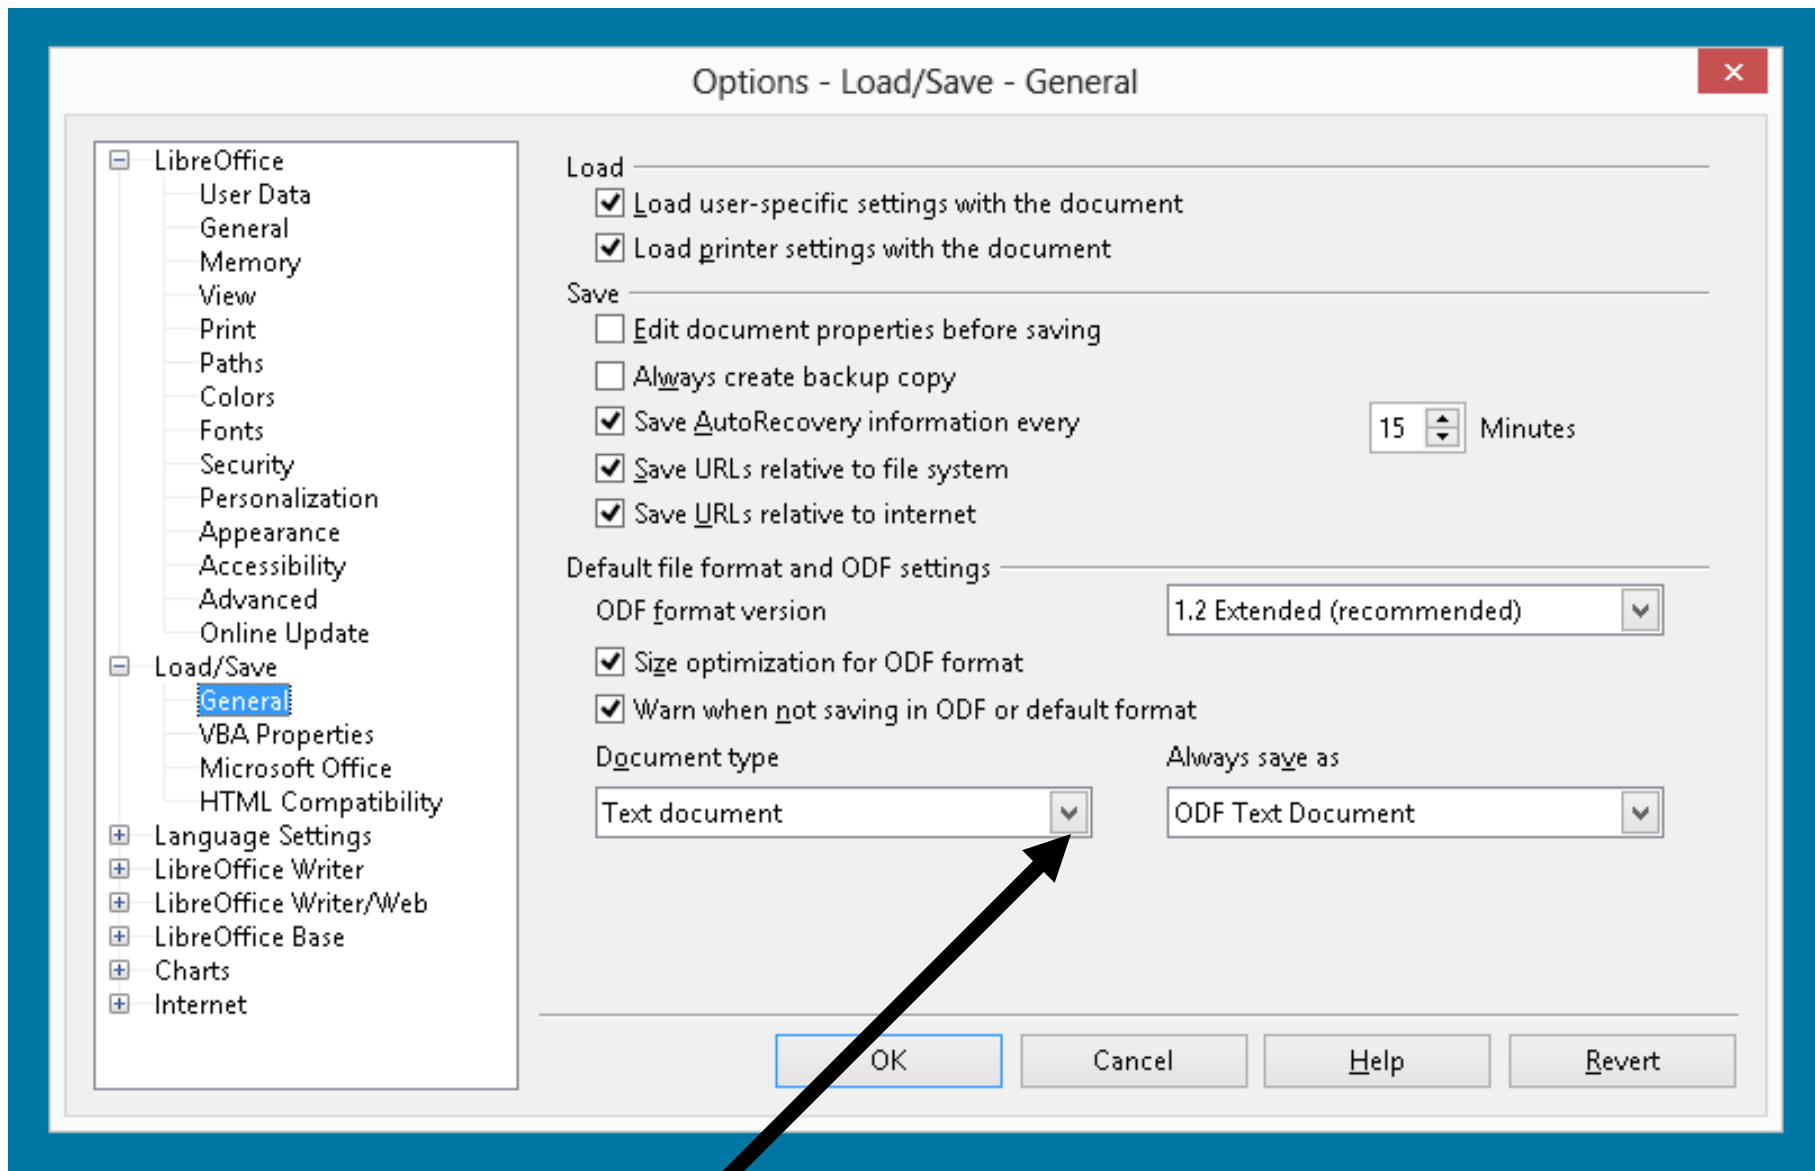 Options - Load/Save - General
LibreOffice
User Data
General
Memory
View
Print
Paths
Colors
Fonts
Security
Personalization
Appearance
Accessibility
Advanced
Online Update
Load/Save
General
VBA Properties
Microsoft Office
HTML Compatibility
Language Settings
LibreOffice Writer
LibreOffice Writer/Web
LibreOffice Base
Charts
Internet
Load
Load user-specific settings with the document
Load printer settings with the document
Save
Edit document properties before saving
Always create backup copy
Save AutoRecovery information every 15 Minutes
Save URLs relative to file system
Save URLs relative to internet
Default file format and ODF settings
ODF format version 1.2 Extended (recommended)
Size optimization for ODF format
Warn when not saving in ODF or default format
Document type Always save as
Text document ODF Text Document
OK Cancel Help Revert